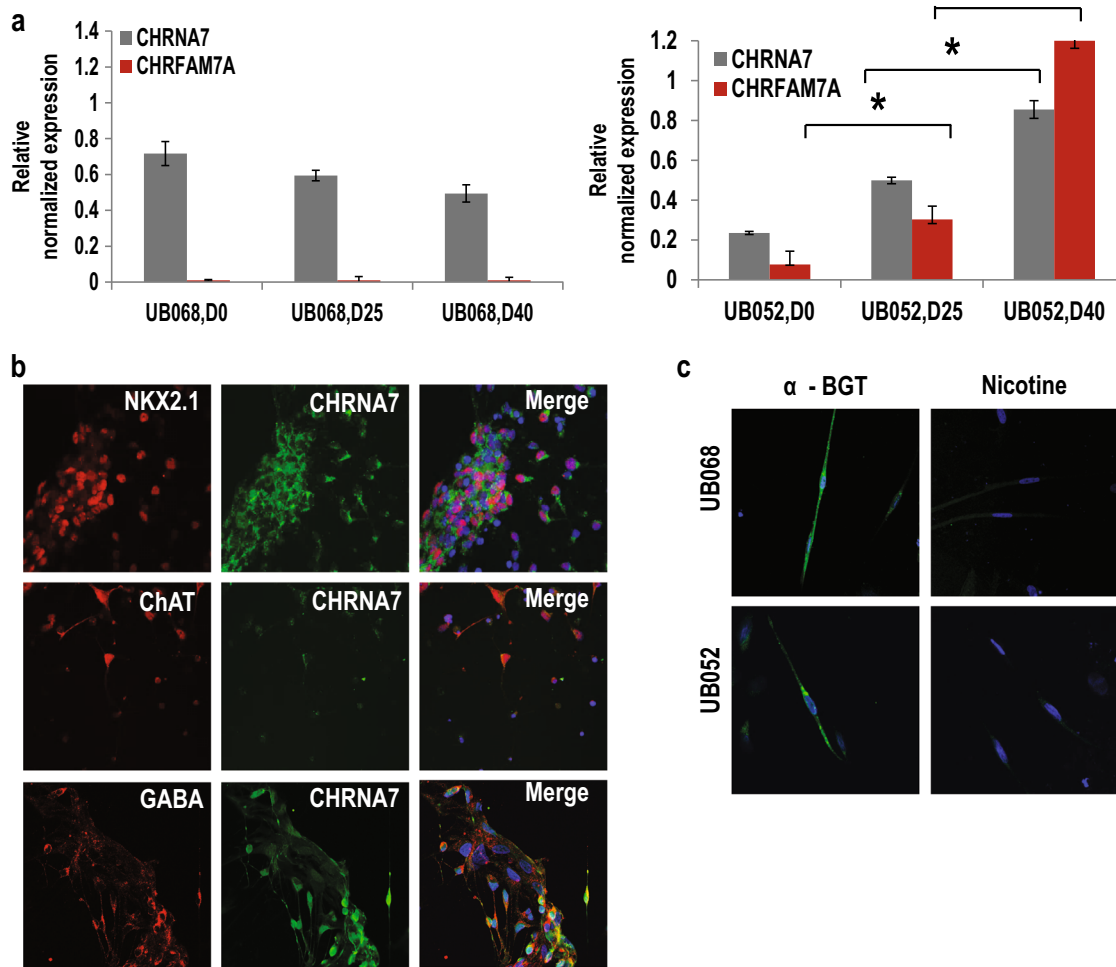 a
1.4
1.2
1
0.8
0.6
0.4
0.2
0
Relative
normalized expression
CHRNA7
CHRFAM7A
UB068,D0 UB068,D25 UB068,D40
1.2
1
0.8
0.6
0.4
0.2
0
Relative
normalized expression
CHRNA7
CHRFAM7A
*
*
UB052,D0 UB052,D25 UB052,D40
b
NKX2.1 CHRNA7 Merge
ChAT CHRNA7 Merge
GABA CHRNA7 Merge
c
α - BGT Nicotine
UB068
UB052